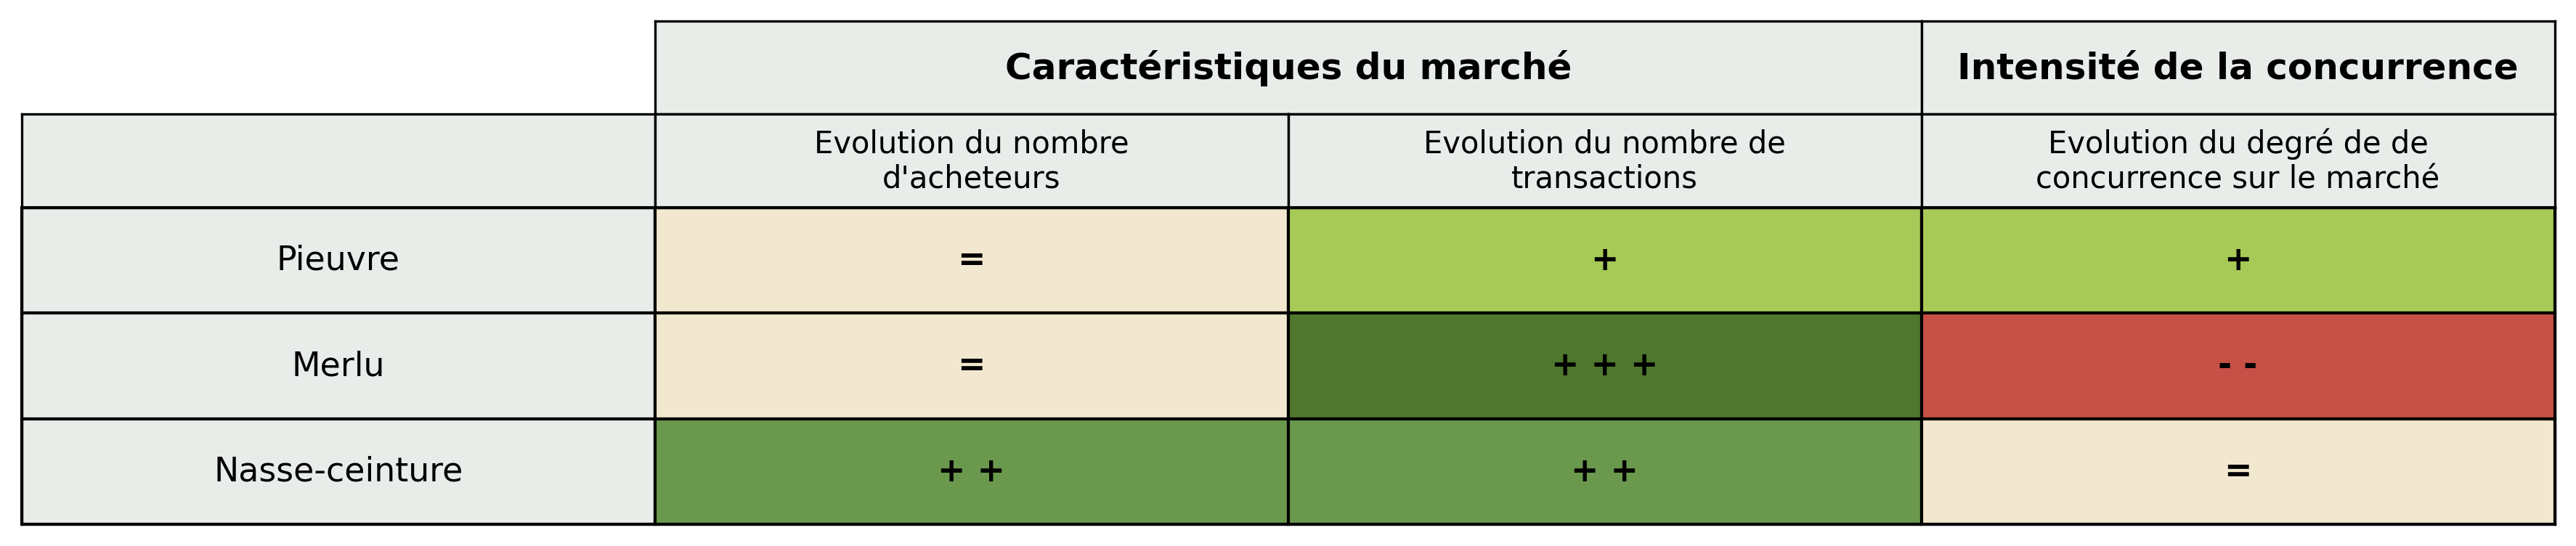 Caractéristiques du marché
Intensité de la concurrence
Evolution du nombre
d'acheteurs
Evolution du nombre de
transactions
Evolution du degré de de
concurrence sur le marché
Pieuvre
=
+
+
Merlu
=
+ + +
- -
Nasse-ceinture
+ +
+ +
=